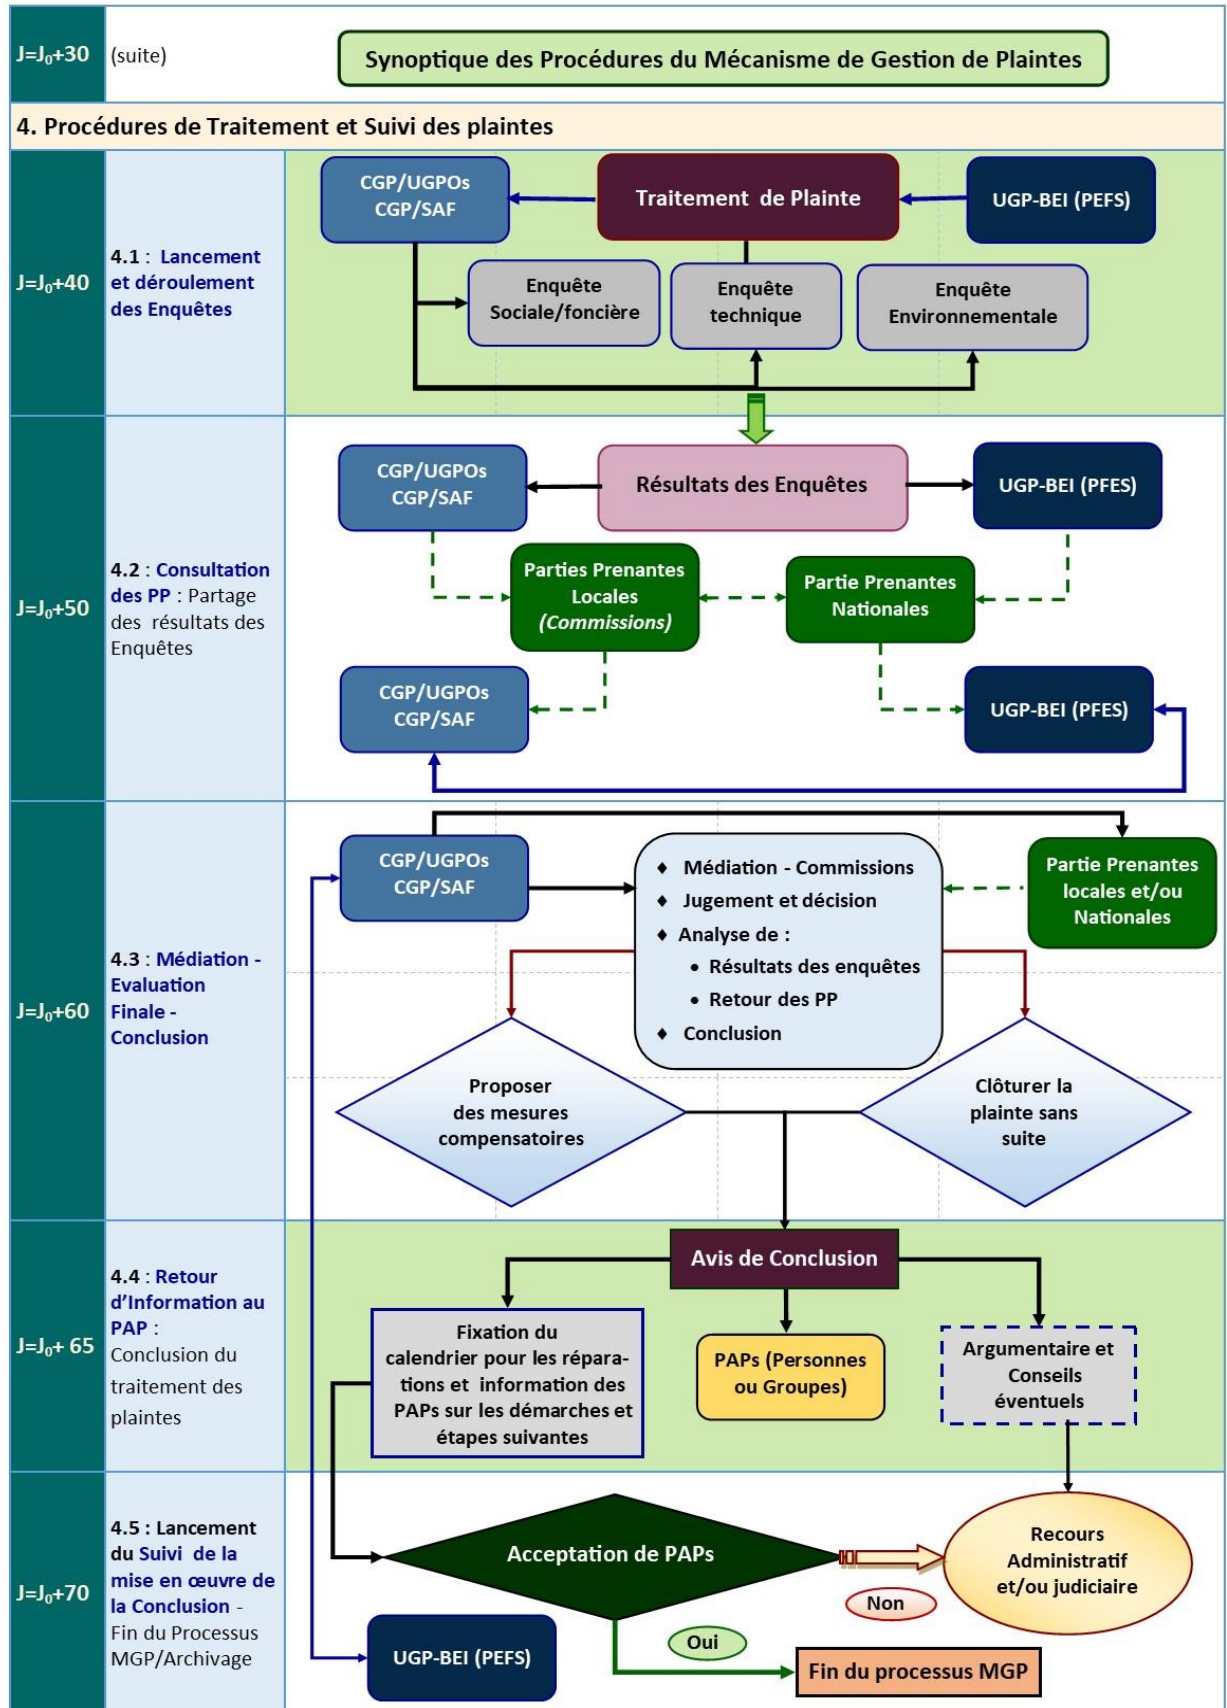 J=J₀+30
(suite)
Synoptique des Procédures du Mécanisme de Gestion de Plaintes
4. Procédures de Traitement et Suivi des plaintes
J=J₀+40
4.1 : Lancement
et déroulement
des Enquêtes
CGP/UGPOs
CGP/SAF
Traitement de Plainte
UGP-BEI (PEFS)
Enquête
Sociale/foncière
Enquête
technique
Enquête
Environnementale
J=J₀+50
4.2 : Consultation
des PP : Partage
des résultats des
Enquêtes
CGP/UGPOs
CGP/SAF
Résultats des Enquêtes
UGP-BEI (PFES)
Parties Prenantes
Locales
(Commissions)
Partie Prenantes
Nationales
CGP/UGPOs
CGP/SAF
UGP-BEI (PFES)
J=J₀+60
4.3 : Médiation -
Evaluation
Finale -
Conclusion
CGP/UGPOs
CGP/SAF
♦ Médiation - Commissions
♦ Jugement et décision
♦ Analyse de :
• Résultats des enquêtes
• Retour des PP
♦ Conclusion
Partie Prenantes
locales et/ou
Nationales
Proposer
des mesures
compensatoires
Clôturer la
plainte sans
suite
J=J₀+ 65
4.4 : Retour
d'Information au
PAP :
Conclusion du
traitement des
plaintes
Avis de Conclusion
Fixation du
calendrier pour les répara-
tions et information des
PAPs sur les démarches et
étapes suivantes
PAPs (Personnes
ou Groupes)
Argumentaire et
Conseils
éventuels
J=J₀+70
4.5 : Lancement
du Suivi de la
mise en œuvre de
la Conclusion -
Fin du Processus
MGP/Archivage
Acceptation de PAPs
Recours
Administratif
et/ou judiciaire
Non
Oui
UGP-BEI (PEFS)
Fin du processus MGP